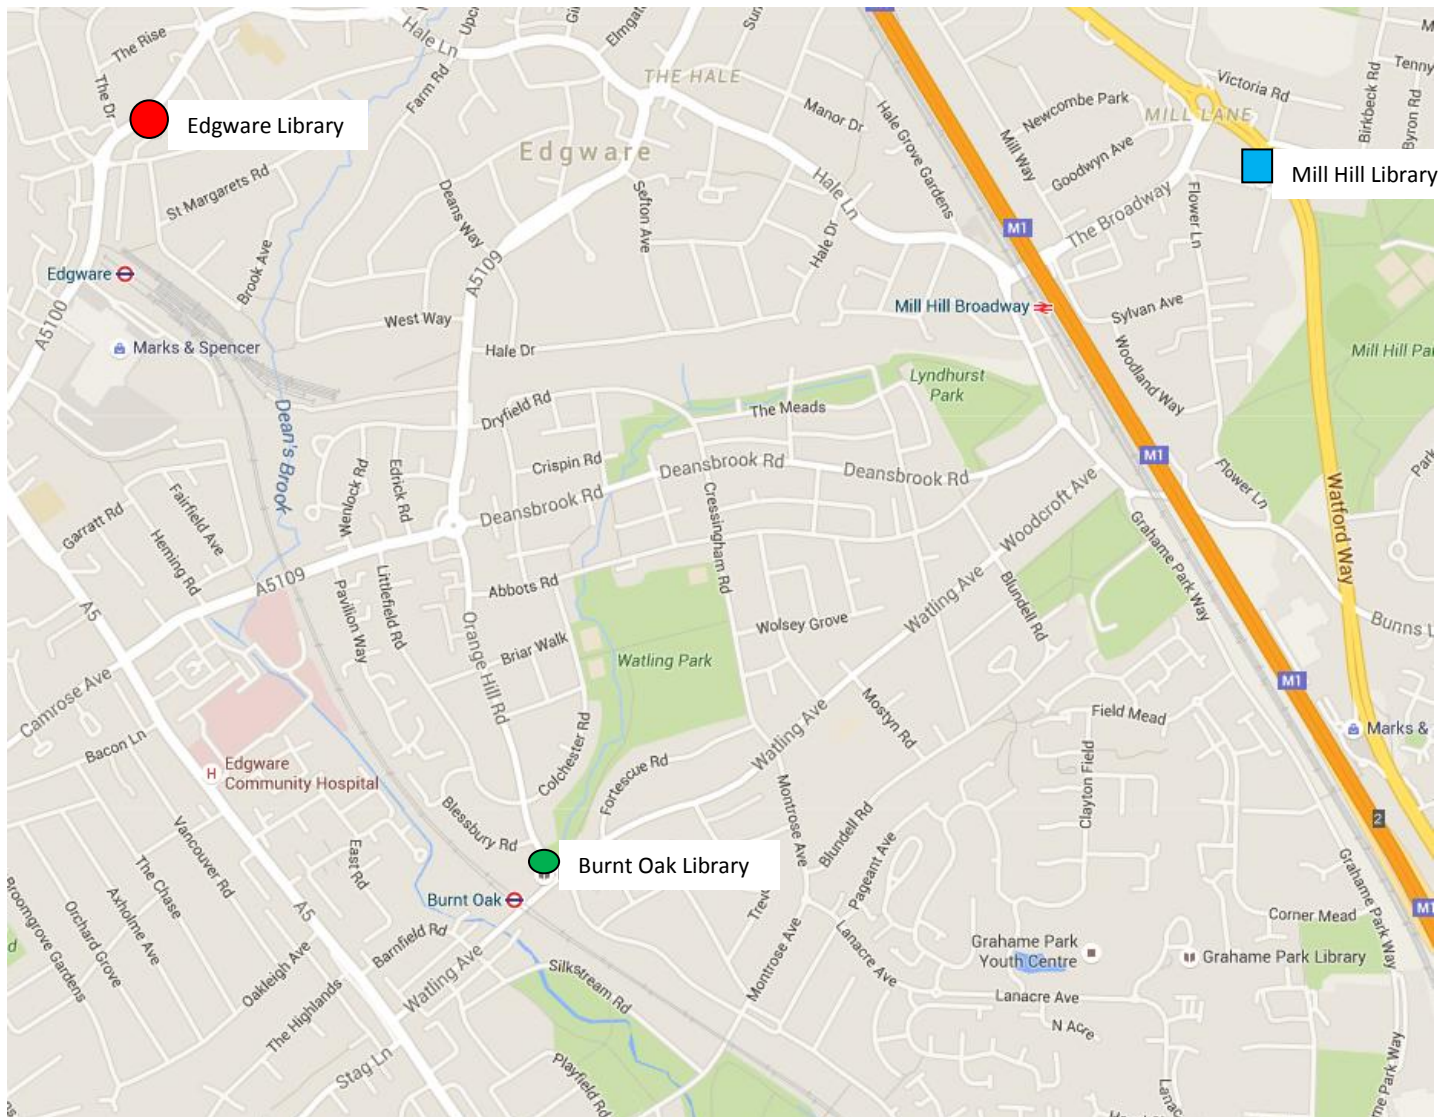 The Rise
Hale Ln
Elmgate
THE HALE
Victoria Rd
Tenny
The Dr
Farm Rd
Manor Dr
Newcombe Park
MILL LANE
Birkbeck Rd
Byron Rd
Edgware Library
Edgware
Hale Grove Gardens
Mill Way
Goodwyn Ave
Mill Hill Library
St Margarets Rd
Deans Way
Sefton Ave
Hale Ln
Hale Dr
M1
The Broadway
Flower Ln
Edgware
Brook Ave
A5109
Mill Hill Broadway
Sylvan Ave
A5100
Marks & Spencer
West Way
Hale Dr
Woodland Way
Mill Hill Pa
Dean's Brook
Dryfield Rd
The Meads
Lyndhurst
Park
Crispin Rd
Deansbrook Rd
Deansbrook Rd
M1
Park
Garratt Rd
Fairfield Ave
Wenlock Rd
Edrick Rd
Deansbrook Rd
Cressingham Rd
Woodcroft Ave
Flower Ln
Watford Way
Heming Rd
A5109
Abbots Rd
Grahame Park Way
A5
Pavilion Way
Littlefield Rd
Orange Hill Rd
Briar Walk
Watling Park
Wolsey Grove
Watling Ave
Blundell Rd
Burns L
Camrose Ave
Bacon Ln
Colchester Rd
Mostyn Rd
Field Mead
M1
Marks &
H
Edgware
Community Hospital
Fortescue Rd
Watling Ave
Clayton Field
Blessbury Rd
Montrose Ave
Blundell Rd
2
Vancouver Rd
The Chase
East Rd
Burnt Oak Library
Pageant Ave
Grahame Park Way
Broomgrove Gardens
Orchard Grove
Axholme Ave
A5
Burnt Oak
Trev
M1
Oakleigh Ave
Barnfield Rd
Watling Ave
Silkstream Rd
Montrose Ave
Lanacre Ave
Corner Mead
d
Grahame Park
Youth Centre
Grahame Park Library
The Highlands
Lanacre Ave
N Acre
Stag Ln
Playfield Rd
Lanac
e Park Way